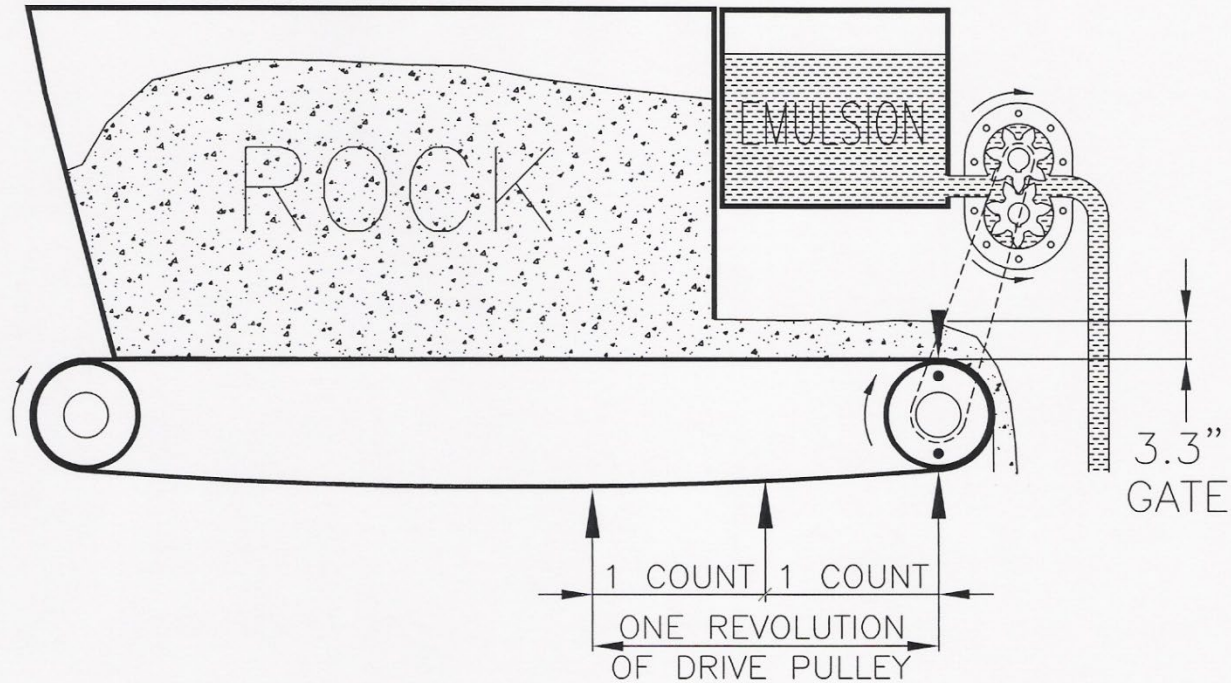 EMULSION
ROCK
3.3”
GATE
1 COUNT
1 COUNT
ONE REVOLUTION
OF DRIVE PULLEY